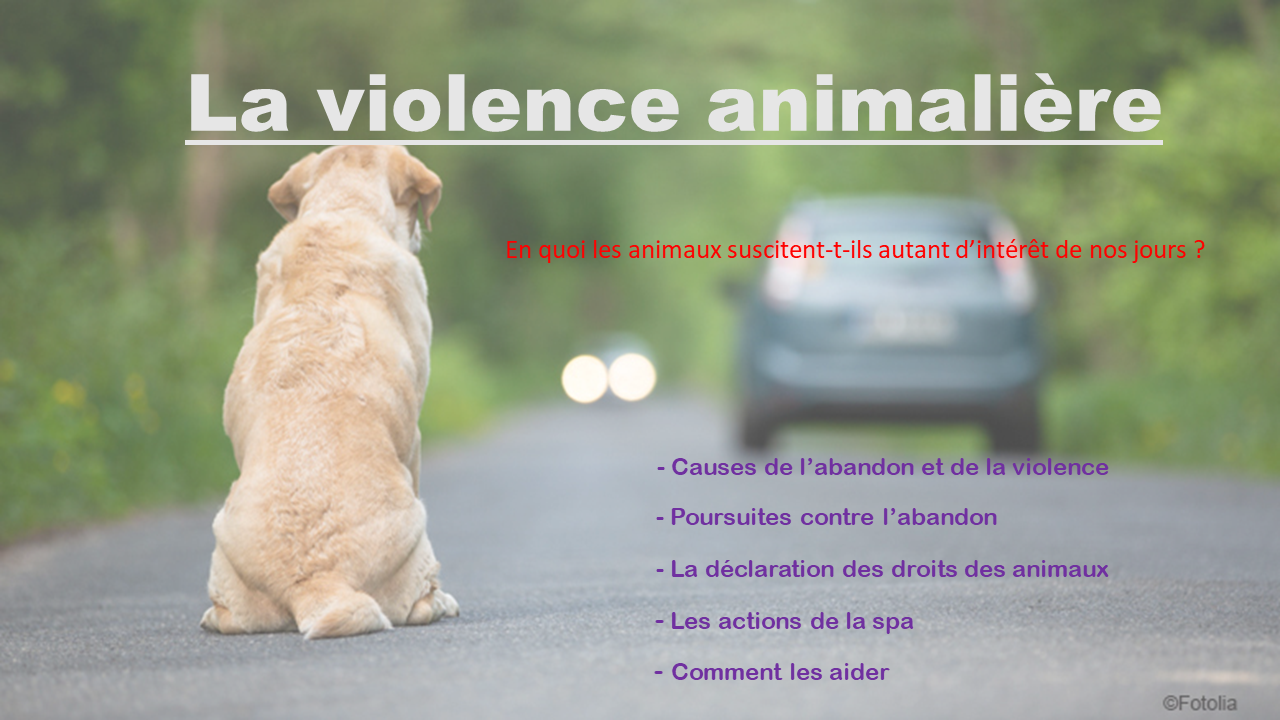 La violence animalière
En quoi les animaux suscitent-t-ils autant d’intérêt de nos jours ?
- Causes de l’abandon et de la violence
- Poursuites contre l’abandon
- La déclaration des droits des animaux
- Les actions de la spa
- Comment les aider
©Fotolia